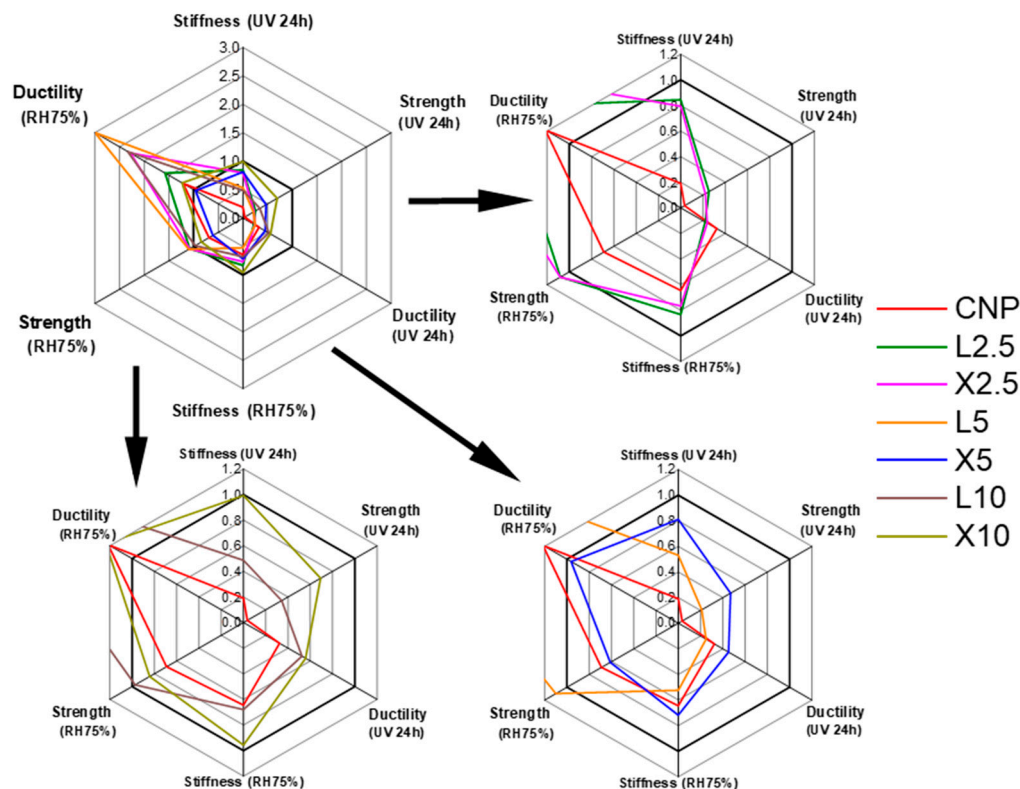 Stiffness (UV 24h)
3.0
2.5
2.0
1.5
1.0
0.5
0.0
Ductility
(RH75%)
Strength
(UV 24h)
Strength
(RH75%)
Ductility
(UV 24h)
Stiffness (RH75%)
Stiffness (UV 24h)
1.2
1.0
0.8
0.6
0.4
0.2
0.0
Ductility
(RH75%)
Strength
(UV 24h)
Strength
(RH75%)
Ductility
(UV 24h)
Stiffness (RH75%)
CNP
L2.5
X2.5
L5
X5
L10
X10
Stiffness (UV 24h)
1.2
1.0
0.8
0.6
0.4
0.2
0.0
Ductility
(RH75%)
Strength
(UV 24h)
Strength
(RH75%)
Ductility
(UV 24h)
Stiffness (RH75%)
Stiffness (UV 24h)
1.2
1.0
0.8
0.6
0.4
0.2
0.0
Ductility
(RH75%)
Strength
(UV 24h)
Strength
(RH75%)
Ductility
(UV 24h)
Stiffness (RH75%)